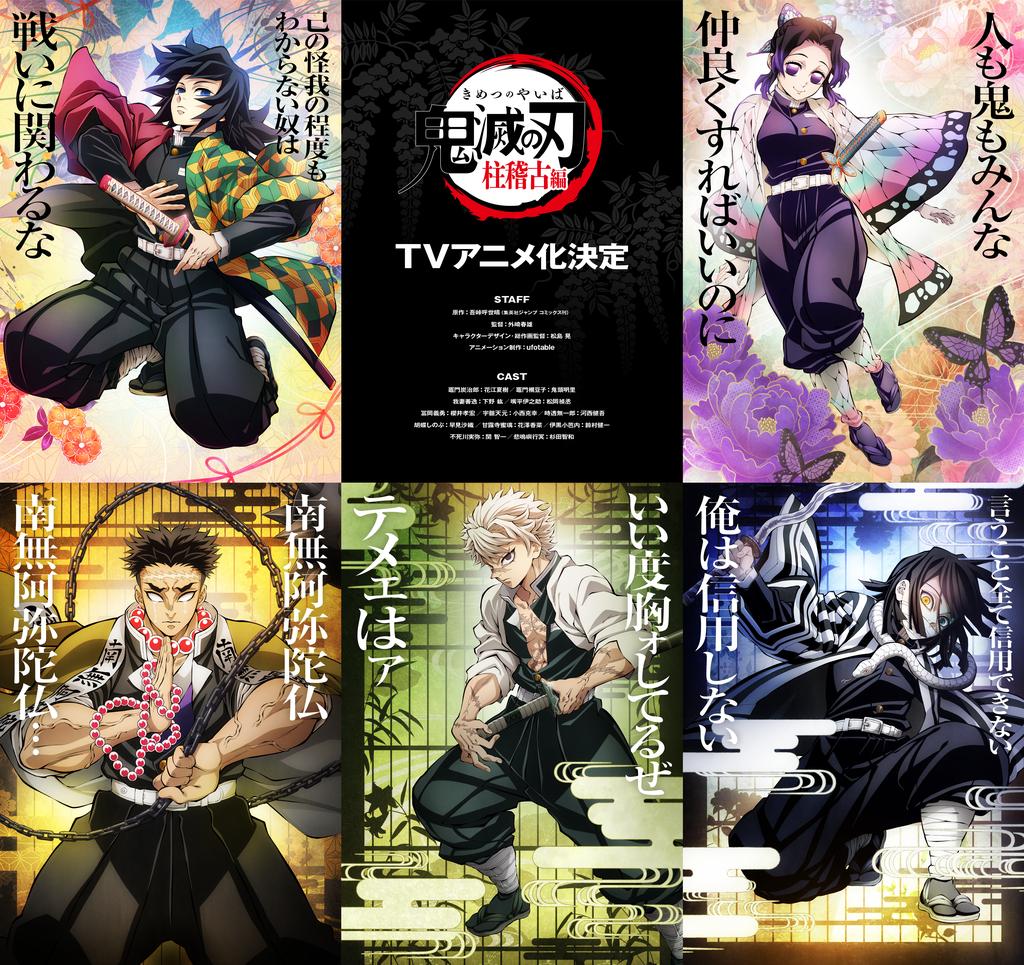 己の怪我の程度も
わからない奴は
戦いに関わるな
きめつのやいば
鬼滅の刃
柱稽古編
TVアニメ化決定
STAFF
原作:吾峠呼世晴(集英社ジャンプ コミックス刊)
監督:外崎春雄
キャラクターデザイン・総作画監督:松島 晃
アニメーション制作:ufotable
CAST
竈門炭治郎:花江夏樹/竈門禰豆子:鬼頭明里
我妻善逸:下野 紘/嘴平伊之助:松岡禎丞
冨岡義勇:櫻井孝宏/宇髄天元:小西克幸/時透無一郎:河西健吾
胡蝶しのぶ:早見沙織/甘露寺蜜璃:花澤香菜/伊黒小芭内:鈴村健一
不死川実弥:関 智一/悲鳴嶼行冥:杉田智和
人も鬼もみんな
仲良くすればいいのに
南無阿弥陀仏
南無阿弥陀仏…
南無
いい度胸ォしてるぜ
テメェはァ
言うこと全て信用できない
俺は信用しない